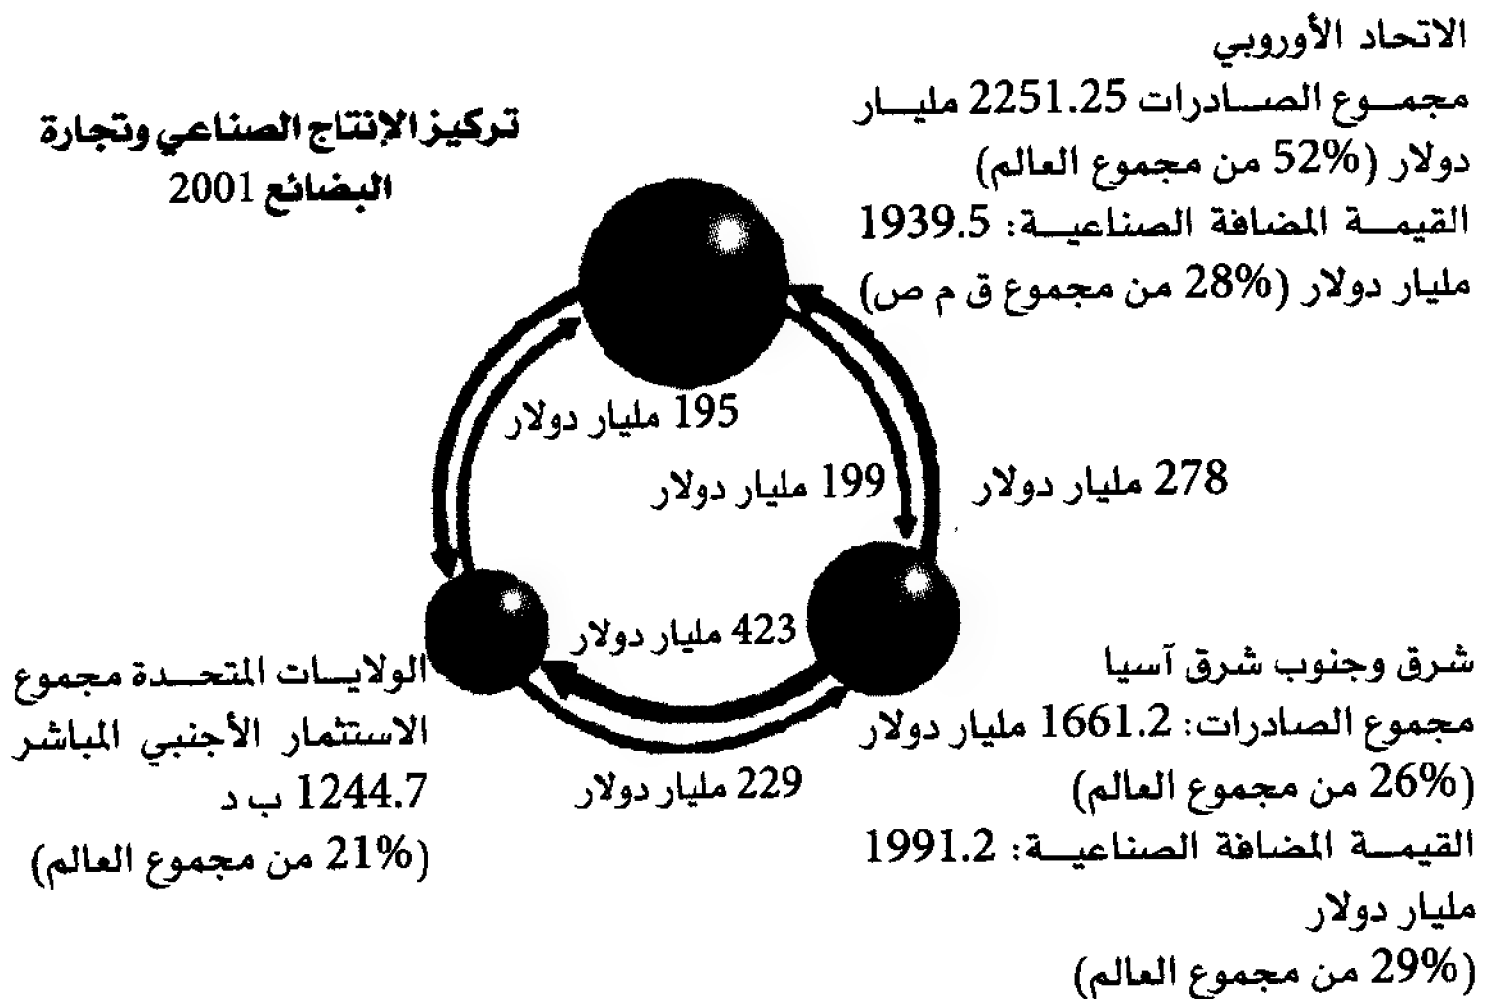 تركيز الإنتاج الصناعي وتجارة
البضائع 2001
الاتحاد الأوروبي
مجموع الصادرات 2251.25 مليار
دولار (52% من مجموع العالم)
القيمة المضافة الصناعية: 1939.5
مليار دولار (28% من مجموع ق م ص)
195 مليار دولار
199 مليار دولار
278 مليار دولار
423 مليار دولار
229 مليار دولار
شرق وجنوب شرق آسيا
مجموع الصادرات: 1661.2 مليار دولار
(26% من مجموع العالم)
القيمة المضافة الصناعية: 1991.2
مليار دولار
(29% من مجموع العالم)
الولايات المتحدة مجموع
الاستثمار الأجنبي المباشر
1244.7 ب د
(21% من مجموع العالم)